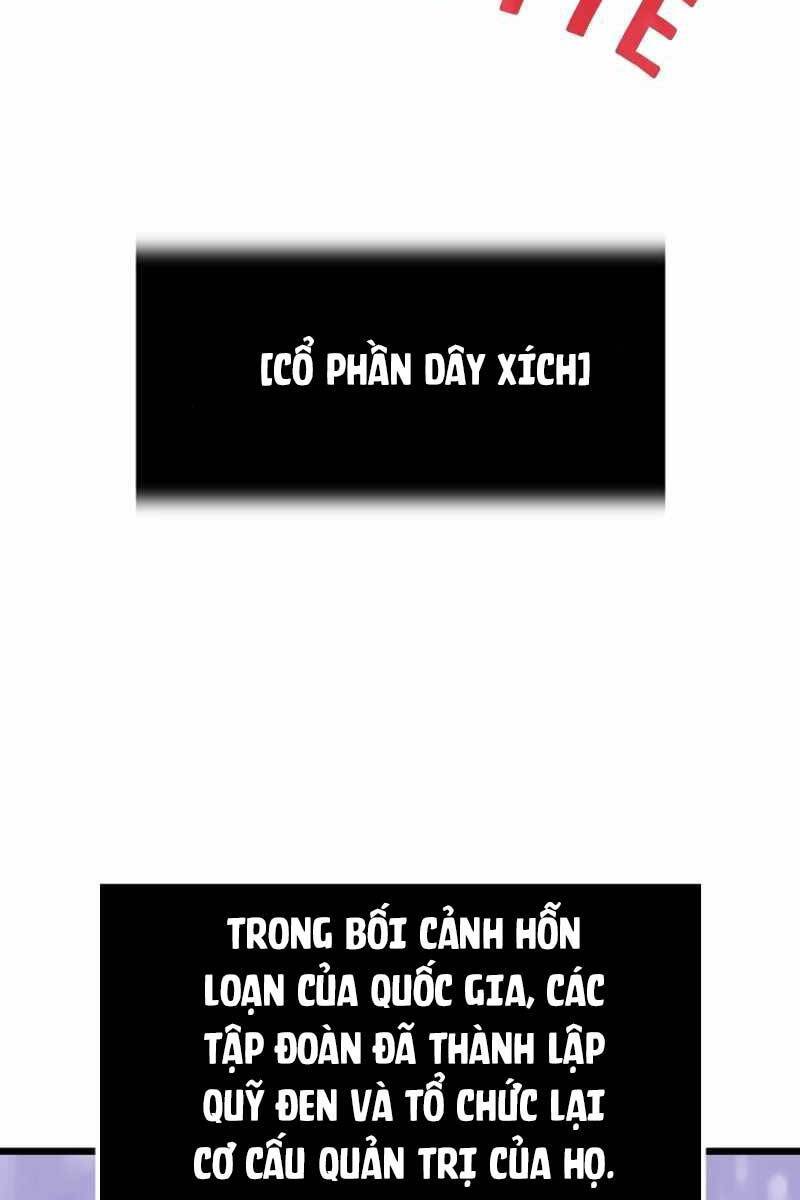 [CỔ PHẦN DÂY XÍCH]
TRONG BỐI CẢNH HỖN
LOẠN CỦA QUỐC GIA, CÁC
TẬP ĐOÀN ĐÃ THÀNH LẬP
QUỸ ĐEN VÀ TỔ CHỨC LẠI
CƠ CẤU QUẢN TRỊ CỦA HỌ.